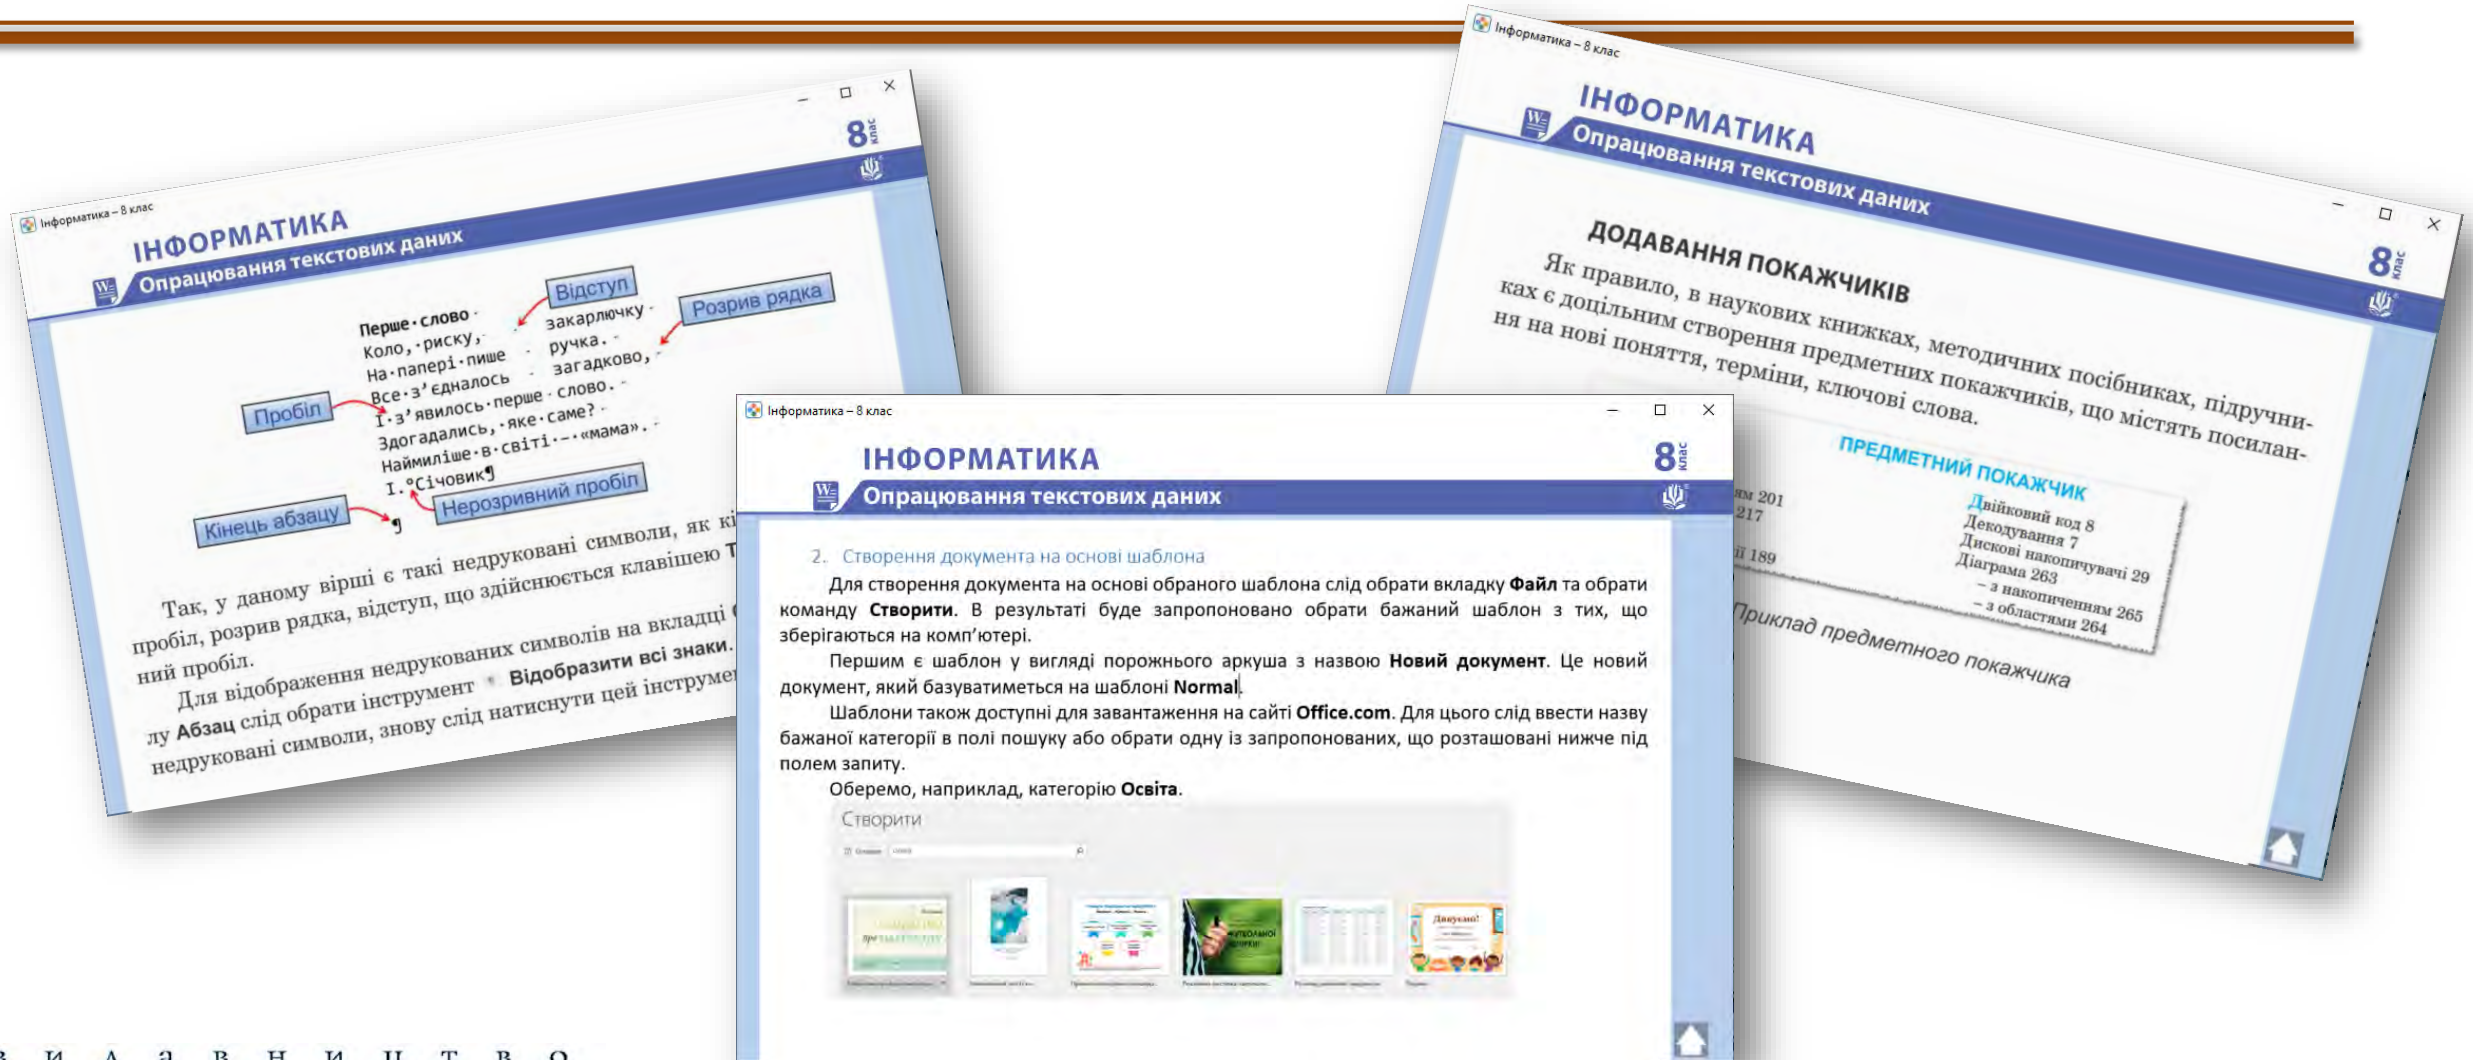 Інформатика – 8 клас
ІНФОРМАТИКА
8 клас
Опрацювання текстових даних
Відступ
Розрив рядка
Пробіл
Кінець абзацу
Нерозривний пробіл
Перше·слово·
Коло,·риску, закарлючку
На·папері·пише ручка.
Все·з’єдналось загадково,
І·з’явилось·перше·слово.
Здогадались,·яке·саме?
Наймиліше·в·світі·–·«мама».
І.°Січовик¶
¶
Так, у даному вірші є такі недруковані символи, як кі
пробіл, розрив рядка, відступ, що здійснюється клавішею T
ний пробіл.
Для відображення недрукованих символів на вкладці
лу Абзац слід обрати інструмент ¶ Відобразити всі знаки.
недруковані символи, знову слід натиснути цей інструме
Інформатика – 8 клас
ІНФОРМАТИКА
8 клас
Опрацювання текстових даних
2. Створення документа на основі шаблона
Для створення документа на основі обраного шаблона слід обрати вкладку Файл та обрати
команду Створити. В результаті буде запропоновано обрати бажаний шаблон з тих, що
зберігаються на комп’ютері.
Першим є шаблон у вигляді порожнього аркуша з назвою Новий документ. Це новий
документ, який базуватиметься на шаблоні Normal.
Шаблони також доступні для завантаження на сайті Office.com. Для цього слід ввести назву
бажаної категорії в полі пошуку або обрати одну із запропонованих, що розташовані нижче під
полем запиту.
Оберемо, наприклад, категорію Освіта.
Створити
Дякуємо!
Інформатика – 8 клас
ІНФОРМАТИКА
8 клас
Опрацювання текстових даних
ДОДАВАННЯ ПОКАЖЧИКІВ
Як правило, в наукових книжках, методичних посібниках, підручни-
ках є доцільним створення предметних покажчиків, що містять посилан-
ня на нові поняття, терміни, ключові слова.
ПРЕДМЕТНИЙ ПОКАЖЧИК
ям 201
217
ії 189
Двійковий код 8
Декодування 7
Дискові накопичувачі 29
Діаграма 263
– з накопиченням 265
– з областями 264
Приклад предметного покажчика